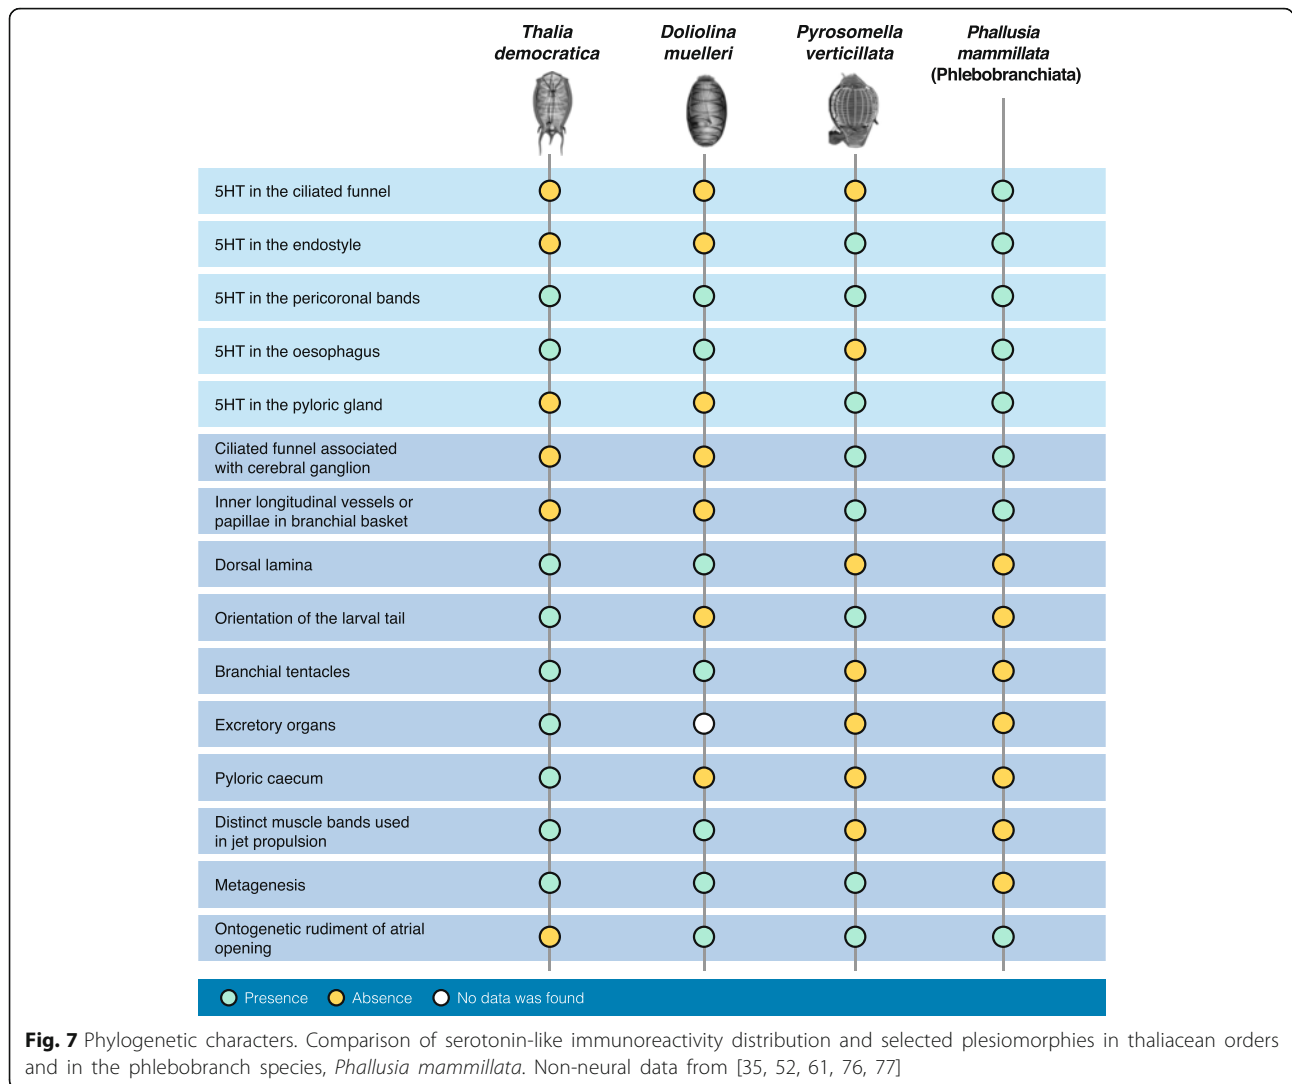 Thalia
democratica
Doliolina
muelleri
Pyrosomella
verticillata
Phallusia
mammillata
(Phlebobranchiata)
5HT in the ciliated funnel
5HT in the endostyle
5HT in the pericoronal bands
5HT in the oesophagus
5HT in the pyloric gland
Ciliated funnel associated
with cerebral ganglion
Inner longitudinal vessels or
papillae in branchial basket
Dorsal lamina
Orientation of the larval tail
Branchial tentacles
Excretory organs
Pyloric caecum
Distinct muscle bands used
in jet propulsion
Metagenesis
Ontogenetic rudiment of atrial
opening
Presence Absence No data was found
Fig. 7 Phylogenetic characters. Comparison of serotonin-like immunoreactivity distribution and selected plesiomorphies in thaliacean orders
and in the phlebobranch species, Phallusia mammillata. Non-neural data from [35, 52, 61, 76, 77]